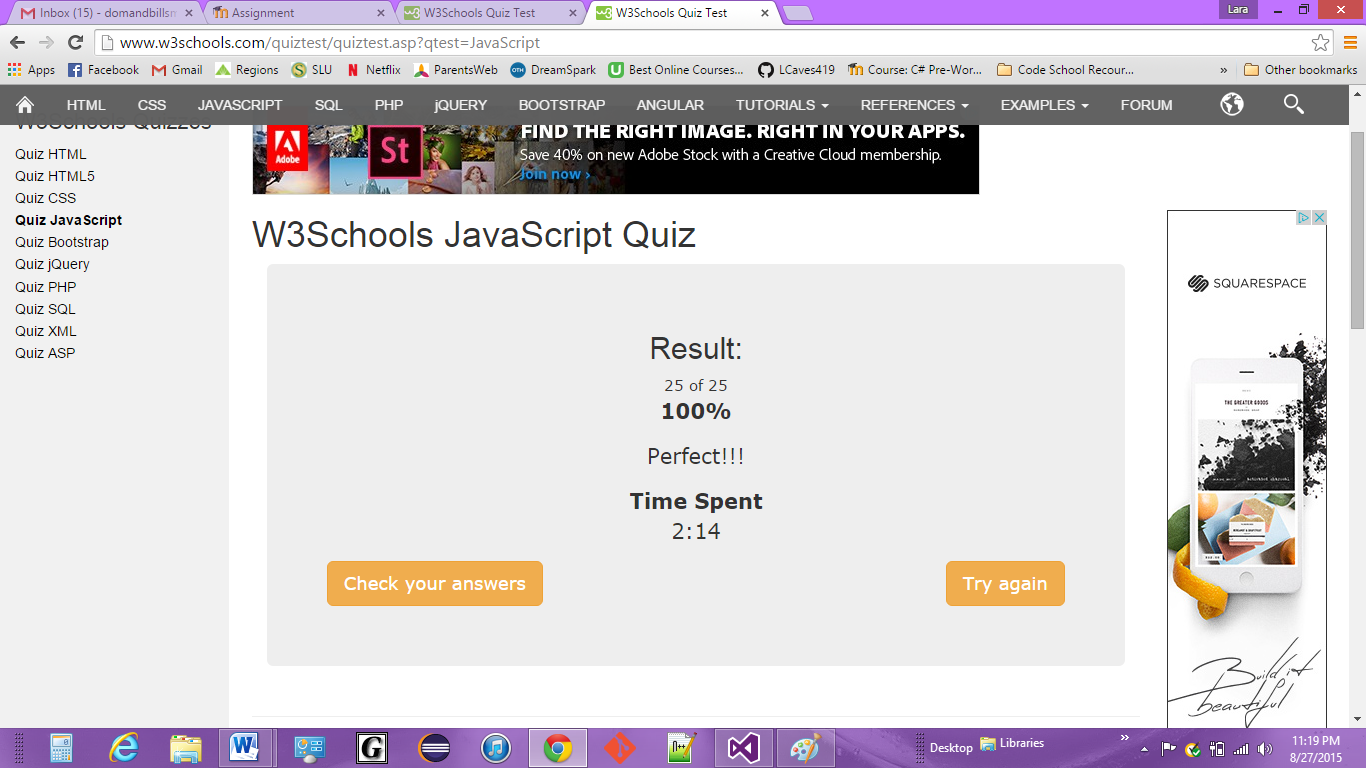 Inbox (15) - domandbillsm
Assignment
W3Schools Quiz Test
W3Schools Quiz Test
Lara
www.w3schools.com/quiztest/quiztest.asp?qtest=JavaScript
Apps
Facebook
Gmail
Regions
SLU
Netflix
ParentsWeb
DreamSpark
Best Online Courses...
LCaves419
Course: C# Pre-Wor...
Code School Recour...
»
Other bookmarks
HTML
CSS
JAVASCRIPT
SQL
PHP
jQUERY
BOOTSTRAP
ANGULAR
TUTORIALS
REFERENCES
EXAMPLES
FORUM
W3Schools Quizzes
Quiz HTML
Quiz HTML5
Quiz CSS
Quiz JavaScript
Quiz Bootstrap
Quiz jQuery
Quiz PHP
Quiz SQL
Quiz XML
Quiz ASP
Adobe
St
FIND THE RIGHT IMAGE. RIGHT IN YOUR APPS.
Save 40% on new Adobe Stock with a Creative Cloud membership.
Join now ›
W3Schools JavaScript Quiz
Result:
25 of 25
100%
Perfect!!!
Time Spent
2:14
Check your answers
Try again
SQUARESPACE
THE GREATER GOODS
Build it
beautiful
Desktop
Libraries
»
11:19 PM
8/27/2015